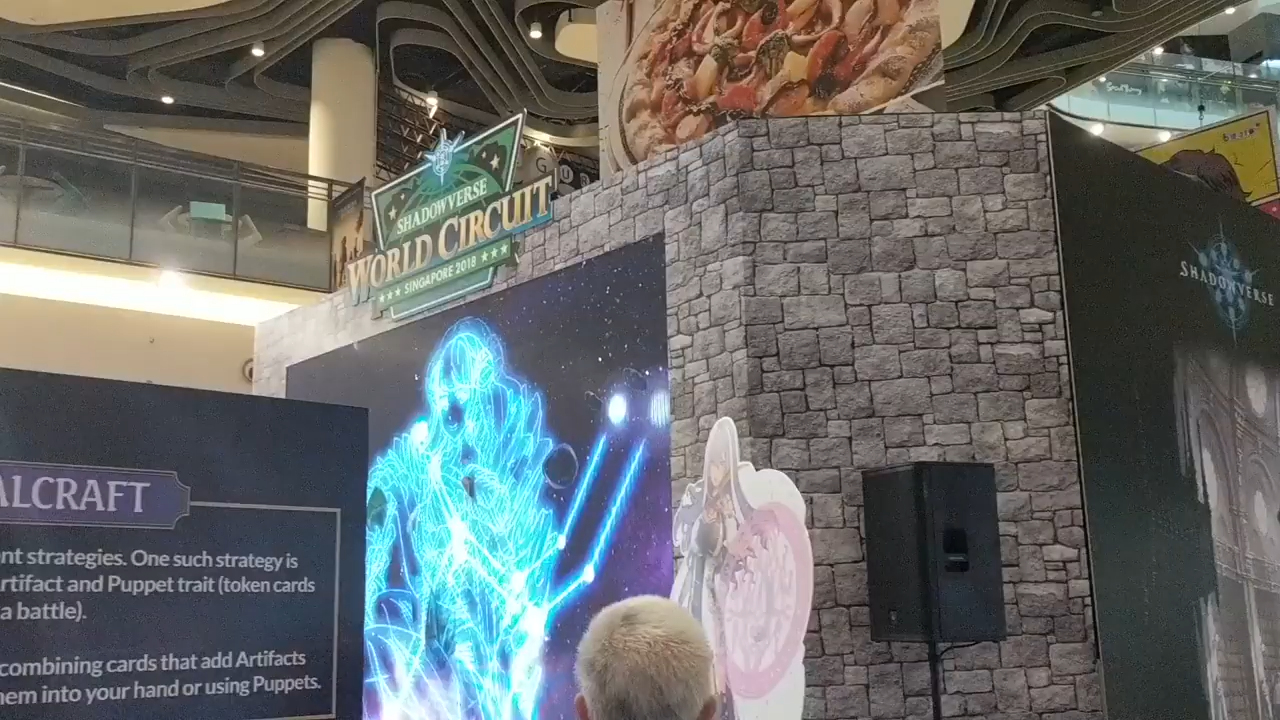 SHADOWVERSE
WORLD CIRCUIT
SINGAPORE 2018
SHADOWVERSE
ALCRAFT
nt strategies. One such strategy is
rtifact and Puppet trait (token cards
a battle).
combining cards that add Artifacts
hem into your hand or using Puppets.